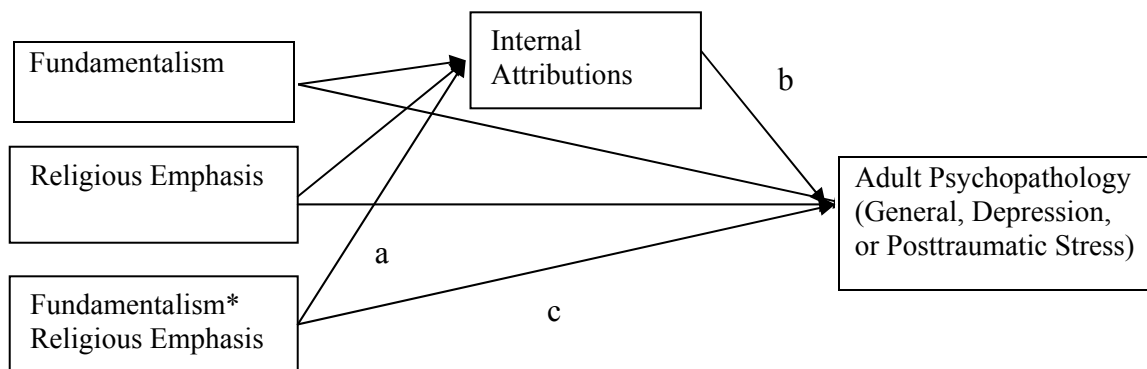 Fundamentalism
Internal
Attributions
b
Religious Emphasis
Adult Psychopathology
(General, Depression,
or Posttraumatic Stress)
a
Fundamentalism*
Religious Emphasis
c